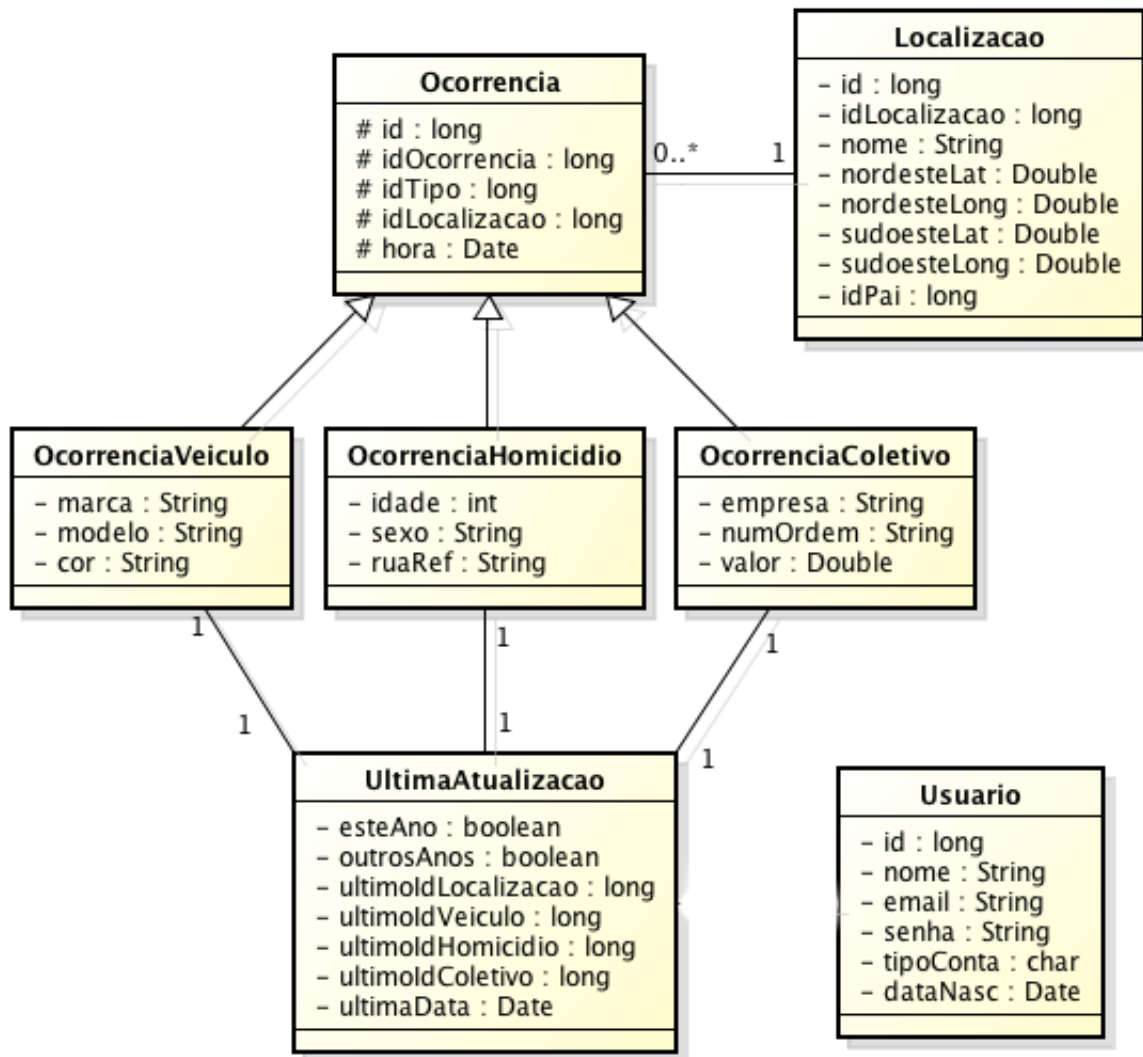 Ocorrencia
# id : long
# idOcorrencia : long
# idTipo : long
# idLocalizacao : long
# hora : Date
0..*
1
Localizacao
- id : long
- idLocalizacao : long
- nome : String
- nordesteLat : Double
- nordesteLong : Double
- sudoesteLat : Double
- sudoesteLong : Double
- idPai : long
OcorrenciaVeiculo
- marca : String
- modelo : String
- cor : String
OcorrenciaHomicidio
- idade : int
- sexo : String
- ruaRef : String
OcorrenciaColetivo
- empresa : String
- numOrdem : String
- valor : Double
1
1
1
1
1
1
UltimaAtualizacao
- esteAno : boolean
- outrosAnos : boolean
- ultimoIdLocalizacao : long
- ultimoIdVeiculo : long
- ultimoIdHomicidio : long
- ultimoIdColetivo : long
- ultimaData : Date
Usuario
- id : long
- nome : String
- email : String
- senha : String
- tipoConta : char
- dataNasc : Date